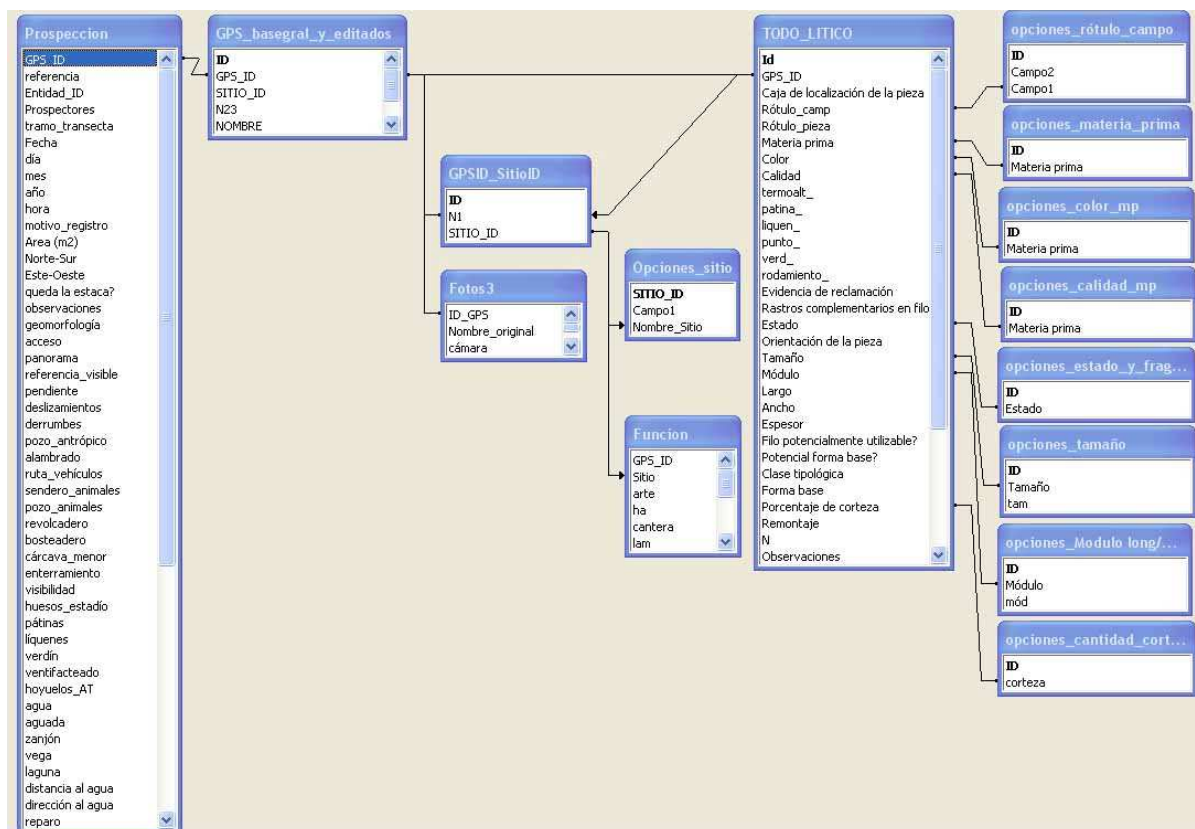 Prospeccion
GPS_ID
referencia
Entidad_ID
Prospectores
tramo_transecta
Fecha
día
mes
año
hora
motivo_registro
Area (m2)
Norte-Sur
Este-Oeste
queda la estaca?
observaciones
geomorfología
acceso
panorama
referencia_visible
pendiente
deslizamientos
derrumbes
pozo_antrópico
alambrado
ruta_vehículos
sendero_animales
pozo_animales
revolcadero
bosteadero
cárcava_menor
enterramiento
visibilidad
huesos_estadío
pátinas
líquenes
verdín
ventifacteado
hoyuelos_AT
agua
aguada
zanjón
vega
laguna
distancia al agua
dirección al agua
reparo
GPS_basegral_y_editados
ID
GPS_ID
SITIO_ID
N23
NOMBRE
GPSID_SitioID
ID
N1
SITIO_ID
Fotos3
ID_GPS
Nombre_original
cámara
Opciones_sitio
SITIO_ID
Campo1
Nombre_Sitio
Funcion
GPS_ID
Sitio
arte
ha
cantera
lam
TODO_LITICO
Id
GPS_ID
Caja de localización de la pieza
Rótulo_camp
Rótulo_pieza
Materia prima
Color
Calidad
termoalt_
patina_
liquen_
punto_
verd_
rodamiento_
Evidencia de reclamación
Rastros complementarios en filo
Estado
Orientación de la pieza
Tamaño
Módulo
Largo
Ancho
Espesor
Filo potencialmente utilizable?
Potencial forma base?
Clase tipológica
Forma base
Porcentaje de corteza
Remontaje
N
Observaciones
opciones_rótulo_campo
ID
Campo2
Campo1
opciones_materia_prima
ID
Materia prima
opciones_color_mp
ID
Materia prima
opciones_calidad_mp
ID
Materia prima
opciones_estado_y_frag...
ID
Estado
opciones_tamaño
ID
Tamaño
tam
opciones_Modulo long/...
ID
Módulo
mód
opciones_cantidad_cort...
ID
corteza